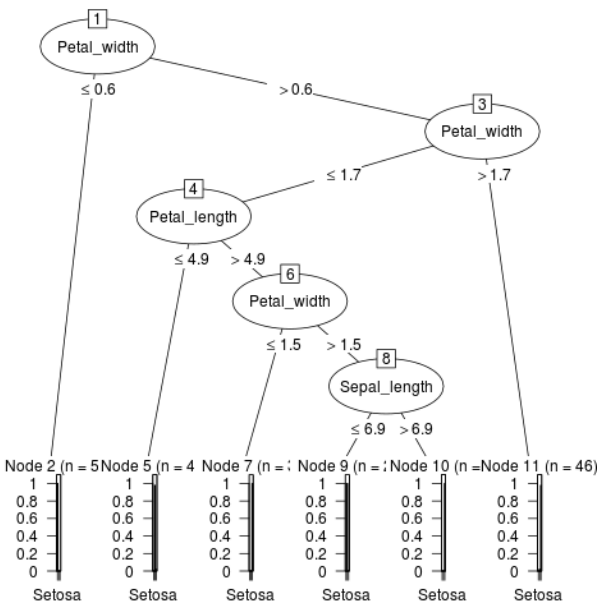 1
Petal_width
≤ 0.6
> 0.6
3
Petal_width
≤ 1.7
> 1.7
4
Petal_length
≤ 4.9
> 4.9
6
Petal_width
≤ 1.5
> 1.5
8
Sepal_length
≤ 6.9
> 6.9
Node 2 (n = 5 Node 5 (n = 4 Node 7 (n = Node 9 (n = Node 10 (n = Node 11 (n = 46)
1 1 1 1 1 1
0.8 0.8 0.8 0.8 0.8 0.8
0.6 0.6 0.6 0.6 0.6 0.6
0.4 0.4 0.4 0.4 0.4 0.4
0.2 0.2 0.2 0.2 0.2 0.2
0 0 0 0 0 0
Setosa Setosa Setosa Setosa Setosa Setosa